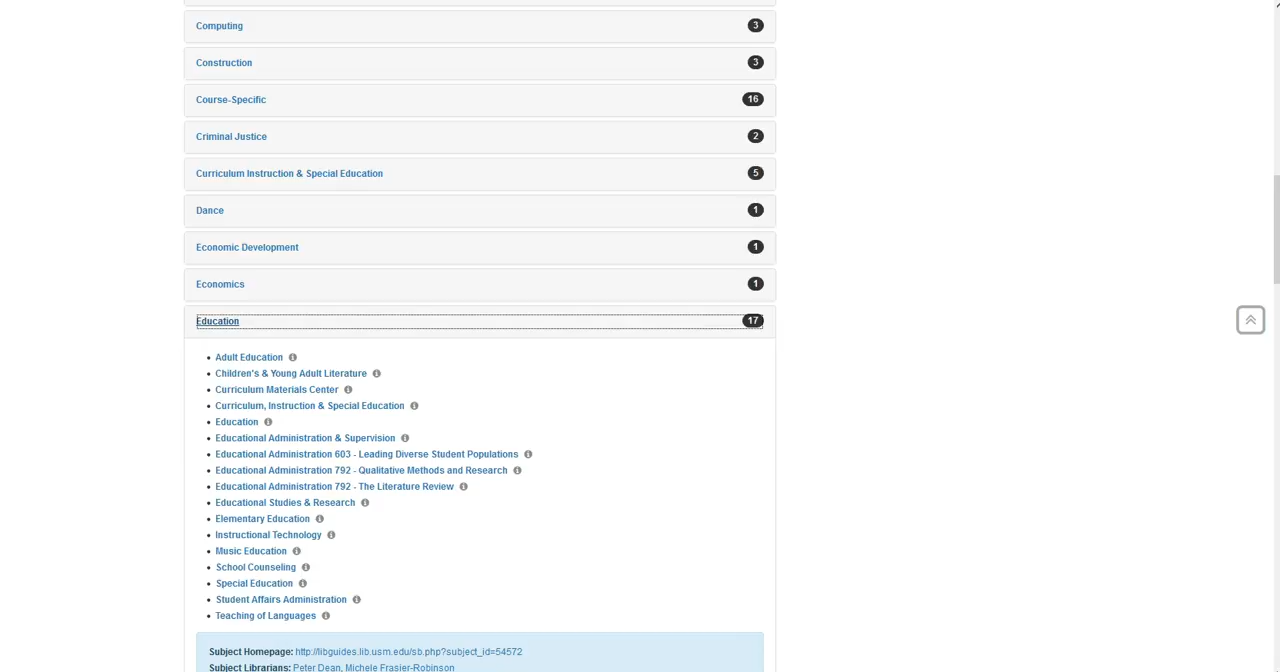 Computing 3
Construction 3
Course-Specific 16
Criminal Justice 2
Curriculum Instruction & Special Education 5
Dance 1
Economic Development 1
Economics 1
Education 17
Adult Education
Children's & Young Adult Literature
Curriculum Materials Center
Curriculum, Instruction & Special Education
Education
Educational Administration & Supervision
Educational Administration 603 - Leading Diverse Student Populations
Educational Administration 792 - Qualitative Methods and Research
Educational Administration 792 - The Literature Review
Educational Studies & Research
Elementary Education
Instructional Technology
Music Education
School Counseling
Special Education
Student Affairs Administration
Teaching of Languages
Subject Homepage: http://libguides.lib.usm.edu/sb.php?subject_id=54572
Subject Librarians: Peter Dean, Michele Frasier-Robinson